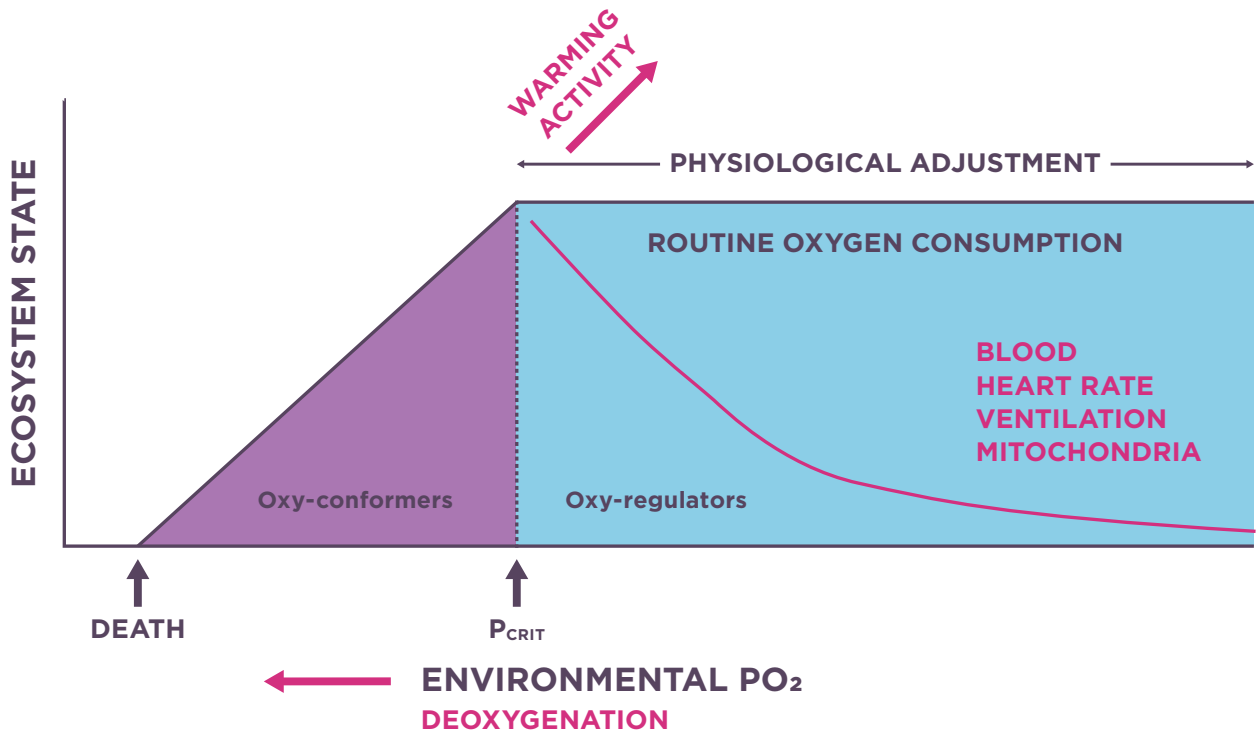 WARMING
ACTIVITY
PHYSIOLOGICAL ADJUSTMENT
ECOSYSTEM STATE
ROUTINE OXYGEN CONSUMPTION
BLOOD
HEART RATE
VENTILATION
MITOCHONDRIA
Oxy-conformers
Oxy-regulators
DEATH
PCRIT
ENVIRONMENTAL PO₂
DEOXYGENATION